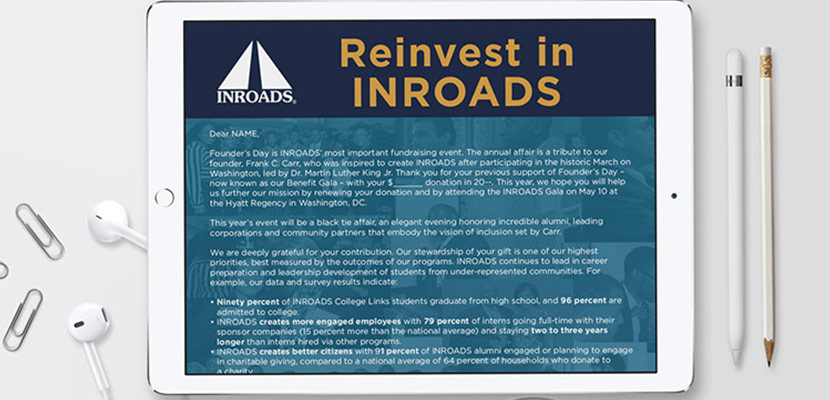 INROADS®
Reinvest in
INROADS
Dear NAME,
Founder's Day is INROADS' most important fundraising event. The annual affair is a tribute to our
founder, Frank C. Carr, who was inspired to create INROADS after participating in the historic March on
Washington, led by Dr. Martin Luther King Jr. Thank you for your previous support of Founder's Day –
now known as our Benefit Gala – with your $______ donation in 20--. This year, we hope you will help
us further our mission by renewing your donation and by attending the INROADS Gala on May 10 at
the Hyatt Regency in Washington, DC.
This year's event will be a black tie affair, an elegant evening honoring incredible alumni, leading
corporations and community partners that embody the vision of inclusion set by Carr.
We are deeply grateful for your contribution. Our stewardship of your gift is one of our highest
priorities, best measured by the outcomes of our programs. INROADS continues to lead in career
preparation and leadership development of students from under-represented communities. For
example, our data and survey results indicate:
• Ninety percent of INROADS College Links students graduate from high school, and 96 percent are
admitted to college.
• INROADS creates more engaged employees with 79 percent of interns going full-time with their
sponsor companies (15 percent more than the national average) and staying two to three years
longer than interns hired via other programs.
• INROADS creates better citizens with 91 percent of INROADS alumni engaged or planning to engage
in charitable giving, compared to a national average of 64 percent of households who donate to
a charity.